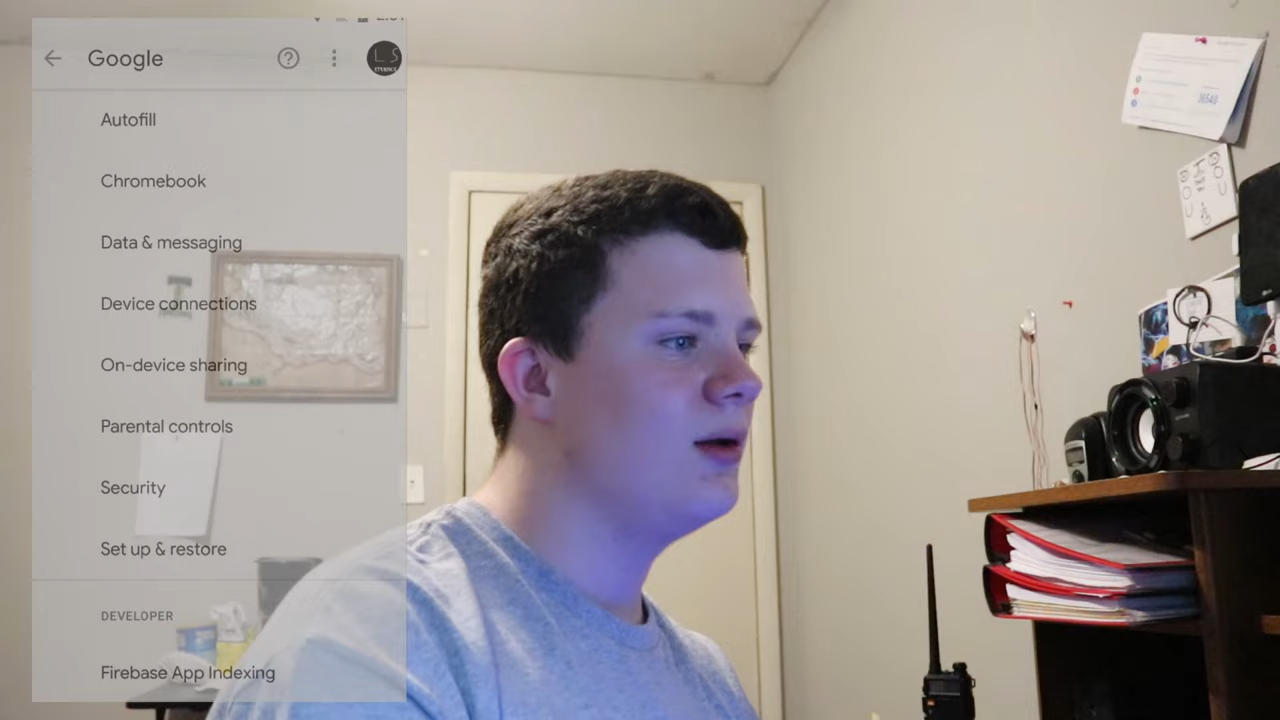 Google
LS
Autofill
Chromebook
Data & messaging
Device connections
On-device sharing
Parental controls
Security
Set up & restore
DEVELOPER
Firebase App Indexing